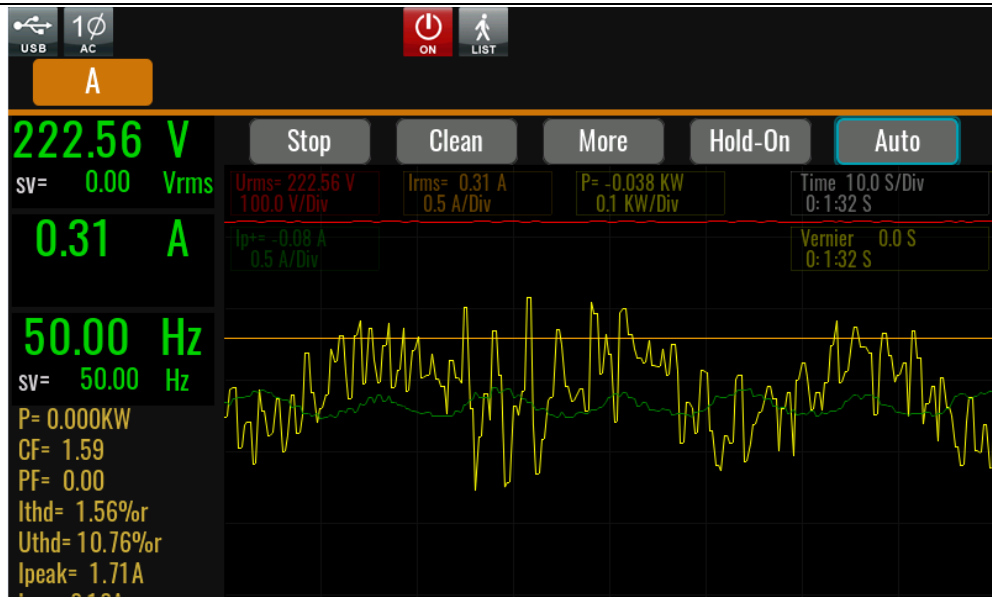 USB
1Ø
AC
ON
LIST
A
222.56 V
sv= 0.00 Vrms
0.31 A
50.00 Hz
sv= 50.00 Hz
P= 0.000KW
CF= 1.59
PF= 0.00
Ithd= 1.56%r
Uthd= 10.76%r
Ipeak= 1.71A
Stop Clean More Hold-On Auto
Urms= 222.56 V
100.0 V/Div
Irms= 0.31 A
0.5 A/Div
P= -0.038 KW
0.1 KW/Div
Time 10.0 S/Div
0: 1:32 S
Ip+= -0.08 A
0.5 A/Div
Vernier 0.0 S
0: 1:32 S